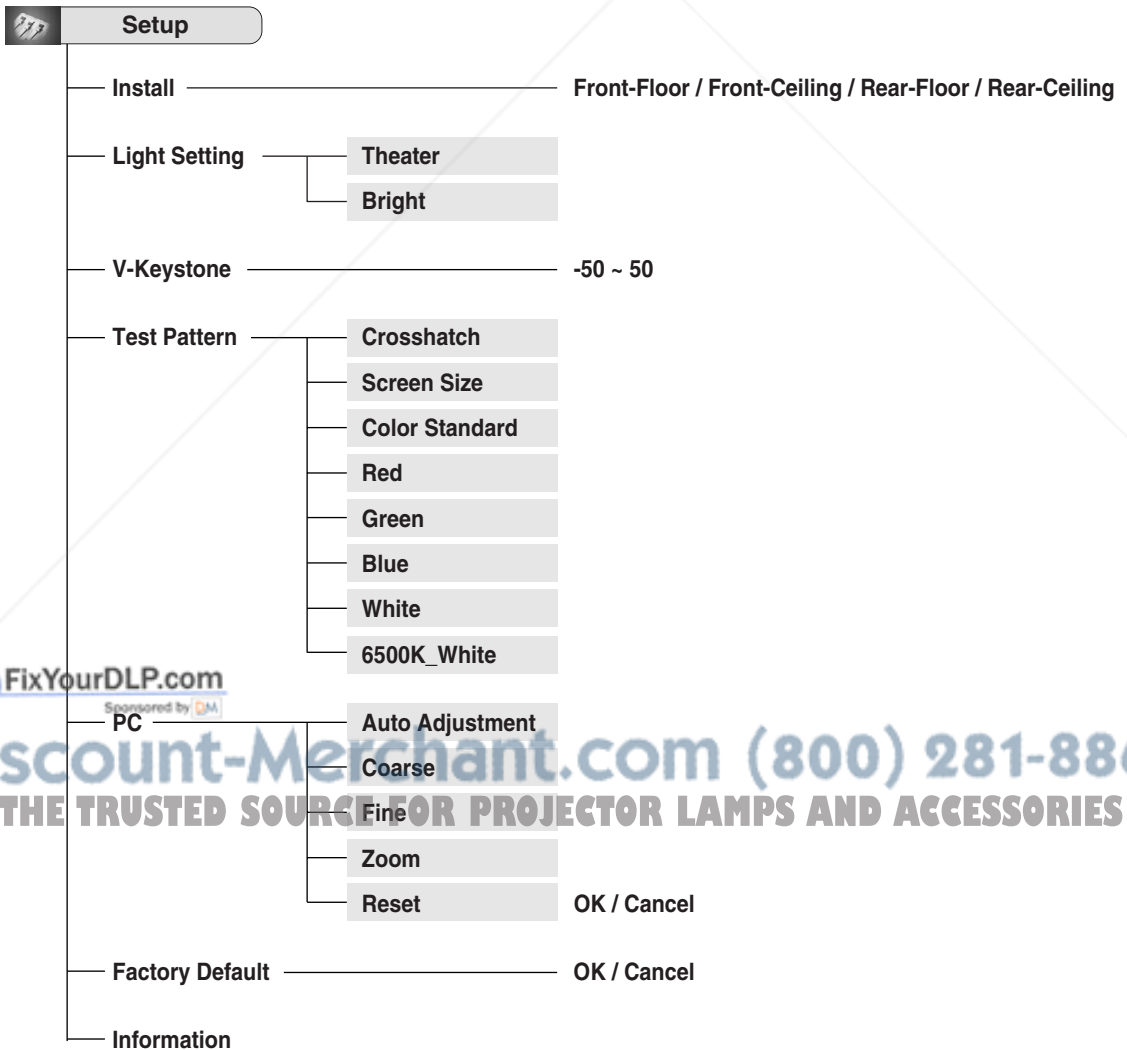 Setup
Install Front-Floor / Front-Ceiling / Rear-Floor / Rear-Ceiling
Light Setting Theater
Bright
V-Keystone -50 ~ 50
Test Pattern Crosshatch
Screen Size
Color Standard
Red
Green
Blue
White
6500K_White
FixYourDLP.com
Sponsored by DM
PC Auto Adjustment
scount-Merchant.com (800) 281-88
Coarse
THE TRUSTED SOURCE FOR PROJECTOR LAMPS AND ACCESSORIES
Fine
Zoom
Reset OK / Cancel
Factory Default OK / Cancel
Information